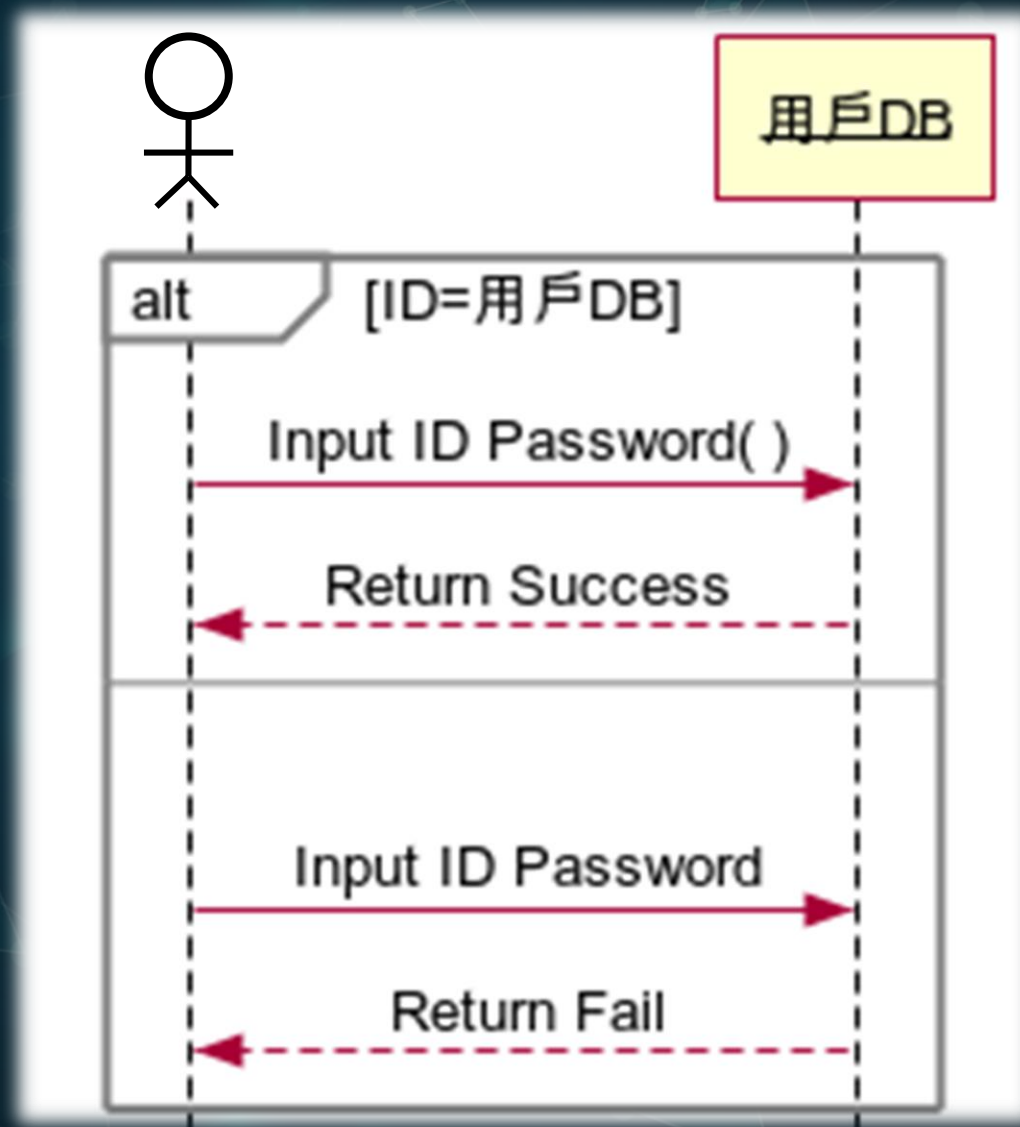 用戶DB
alt [ID=用戶DB]
Input ID Password( )
Return Success
Input ID Password
Return Fail